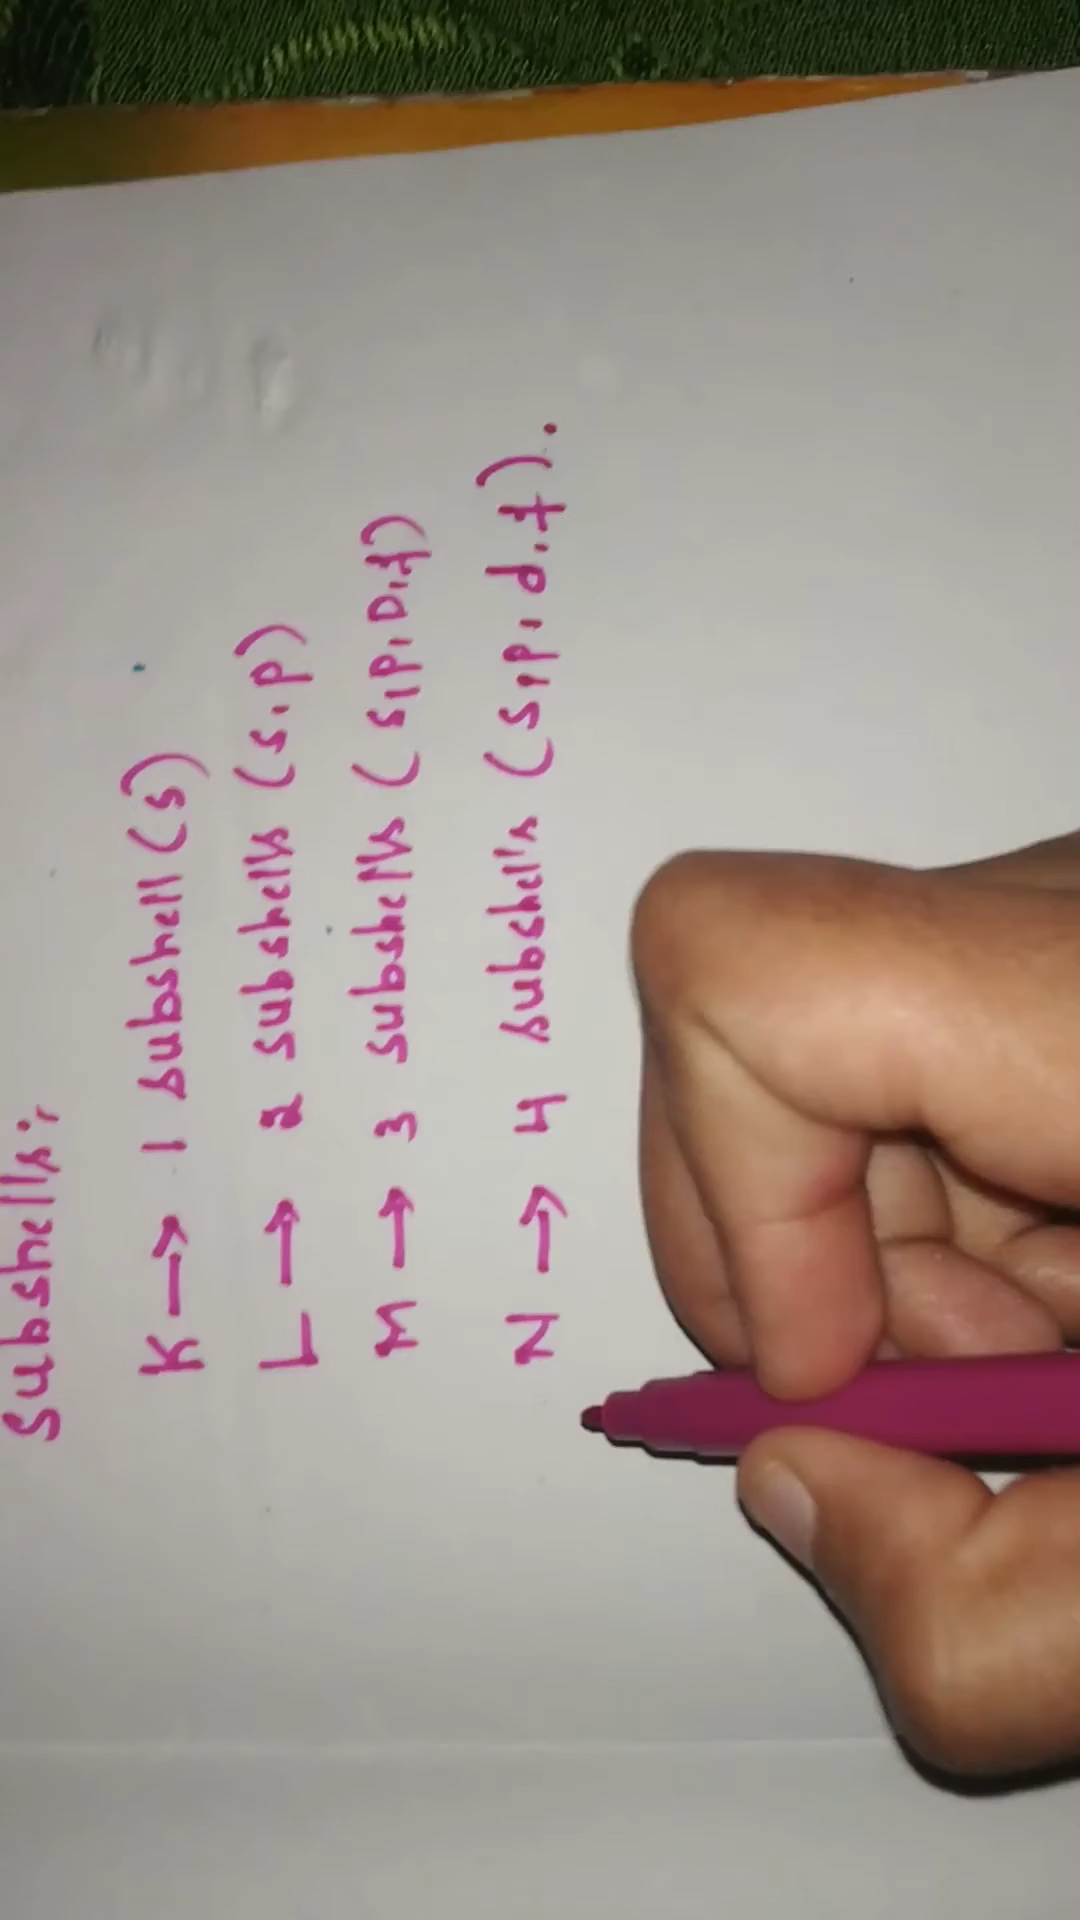 Subshells:
K → 1 subshell (s)
L → 2 subshells (s,p)
M → 3 subshells (s,p,D,f)
N → 4 subshells (s,p,d,f).